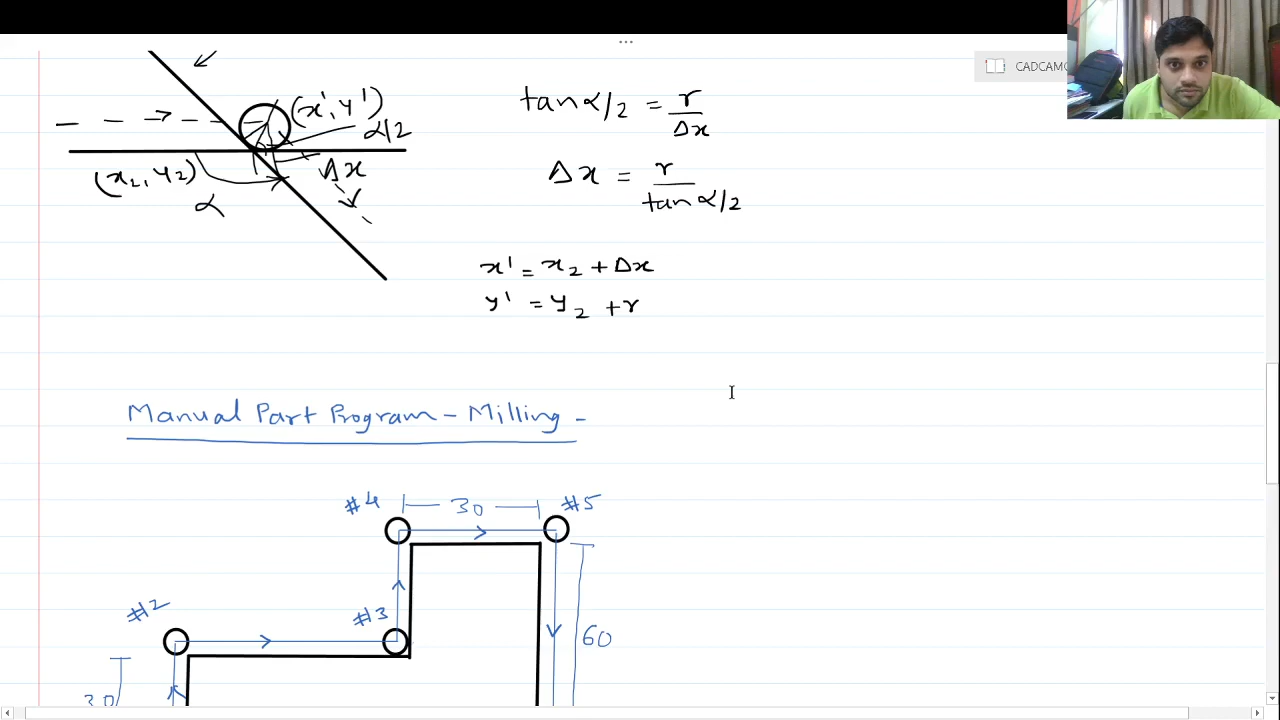 ...
CADCAM
(x', y')
α/2
(x₂, y₂)
Δx
α
tan α/2 = r / Δx
Δx = r / tan α/2
x' = x₂ + Δx
y' = y₂ + r
Manual Part Program - Milling -
#4
30
#5
#2
#3
60
30